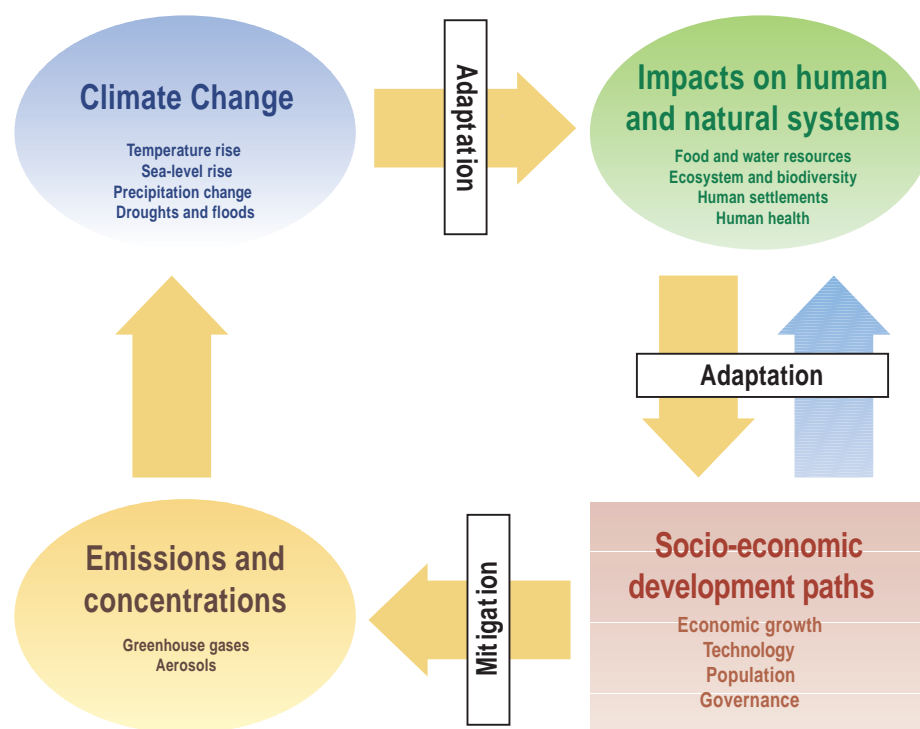 Climate Change
Temperature rise
Sea-level rise
Precipitation change
Droughts and floods
Adaptation
Impacts on human
and natural systems
Food and water resources
Ecosystem and biodiversity
Human settlements
Human health
Adaptation
Emissions and
concentrations
Greenhouse gases
Aerosols
Mitigation
Socio-economic
development paths
Economic growth
Technology
Population
Governance